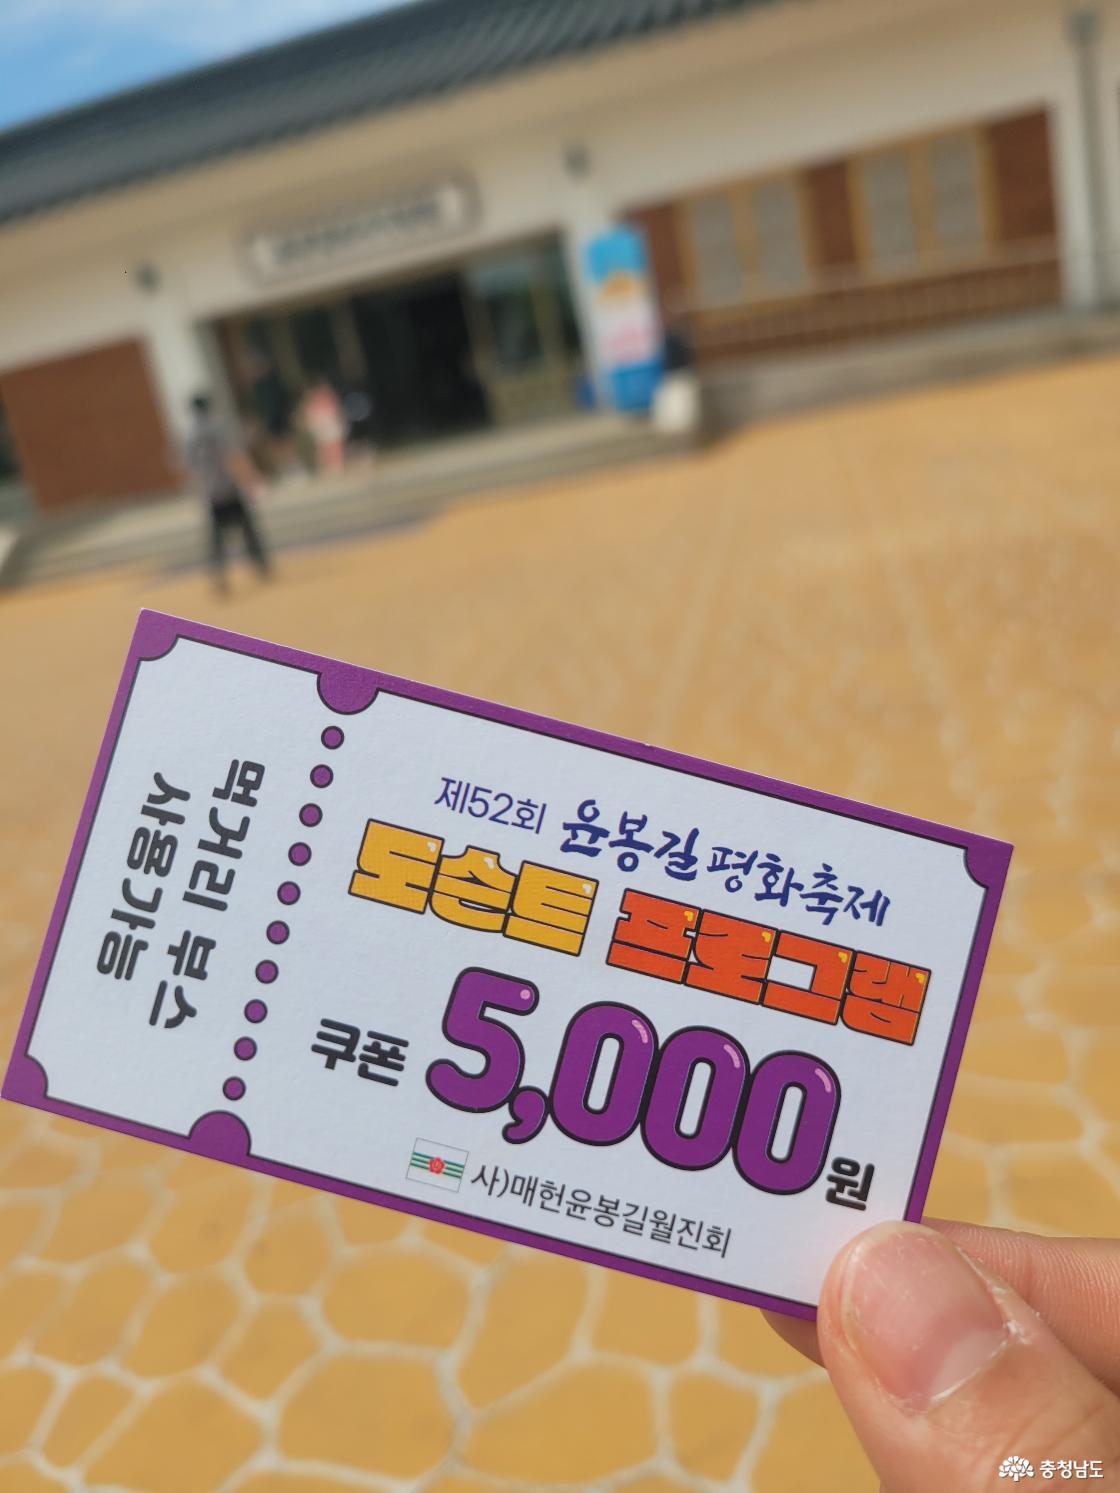 제52회 윤봉길 평화축제
도슨트 프로그램
쿠폰 5,000원
사)매헌윤봉길월진회
먹거리 부스
사용가능
충청남도